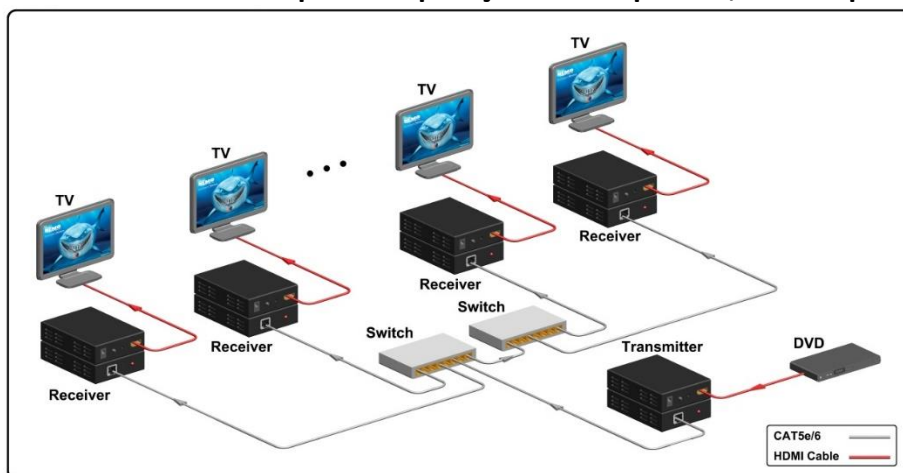 TV
TV
TV
TV
Receiver
Receiver
Switch
Switch
Receiver
Receiver
Transmitter
DVD
CAT5e/6
HDMI Cable